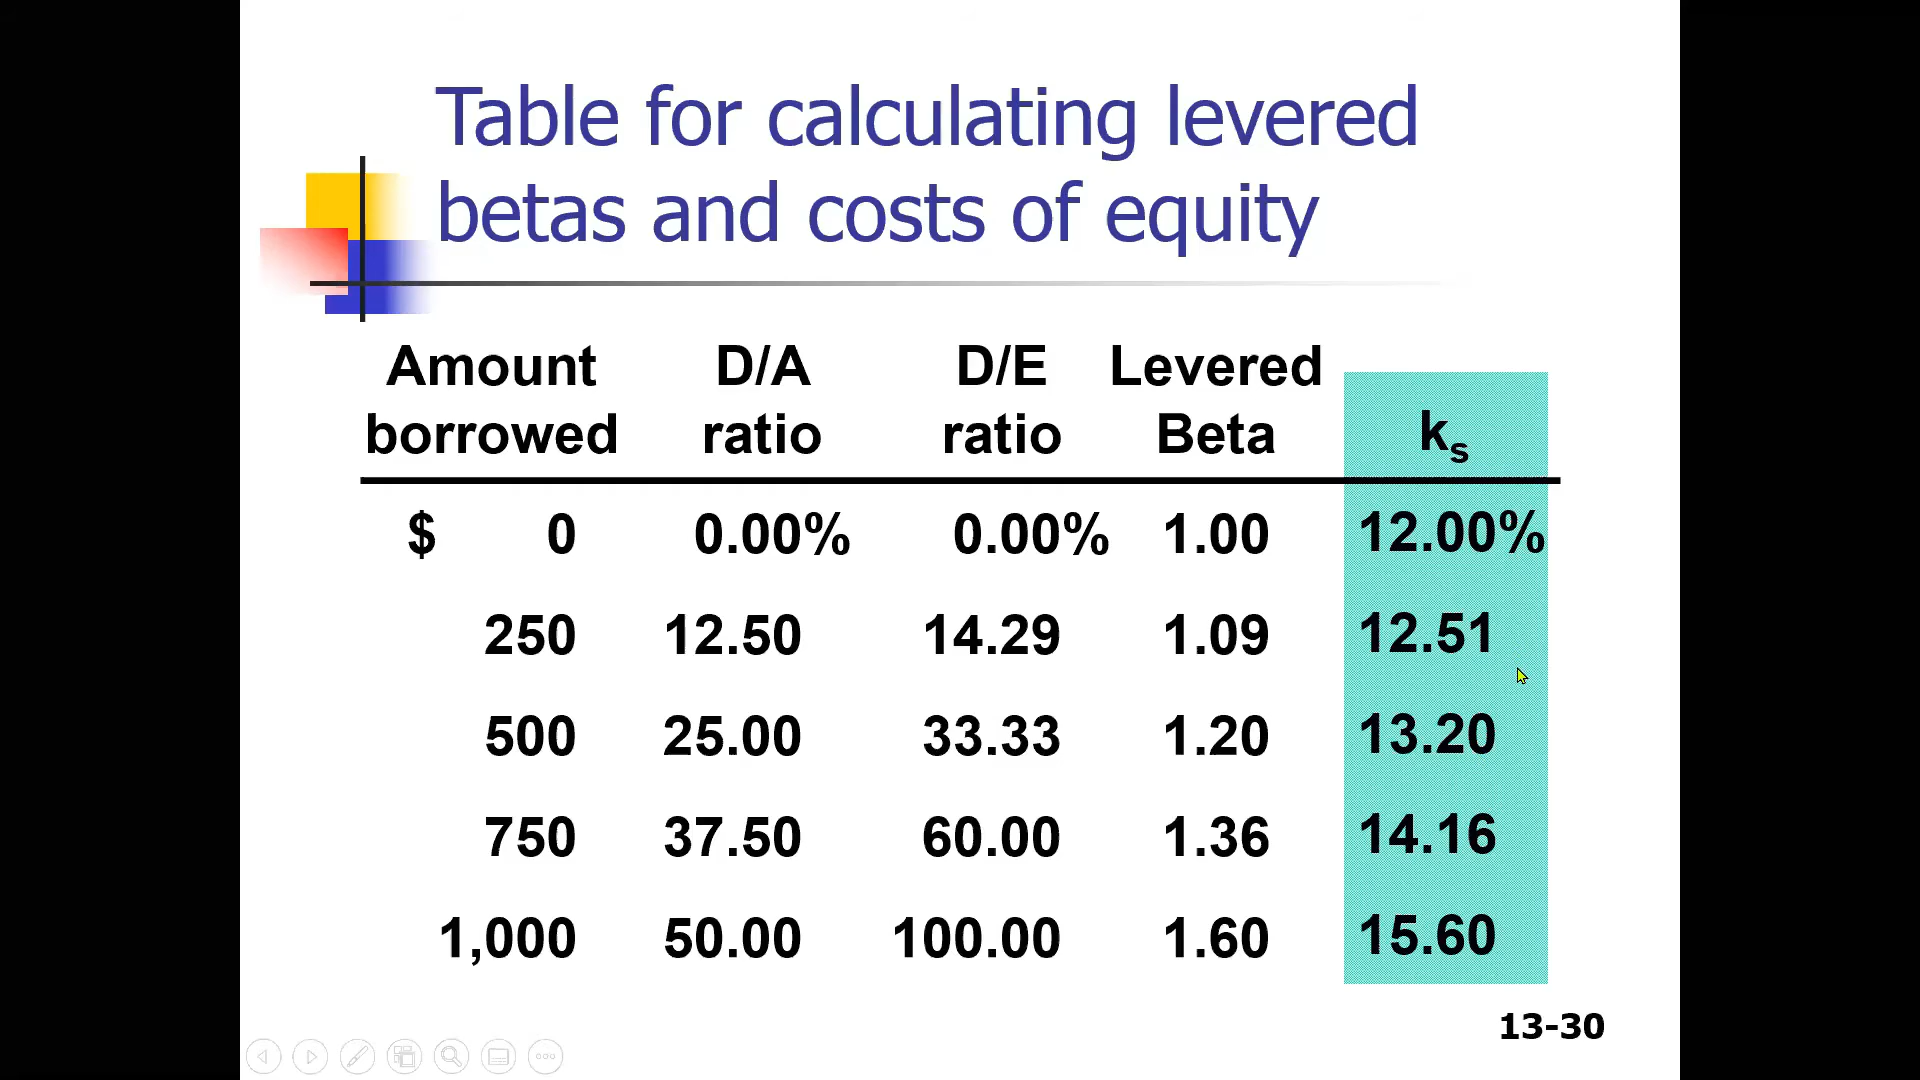 Table for calculating levered
betas and costs of equity
Amount borrowed D/A ratio D/E ratio Levered Beta ks
$ 0 0.00% 0.00% 1.00 12.00%
250 12.50 14.29 1.09 12.51
500 25.00 33.33 1.20 13.20
750 37.50 60.00 1.36 14.16
1,000 50.00 100.00 1.60 15.60
13-30